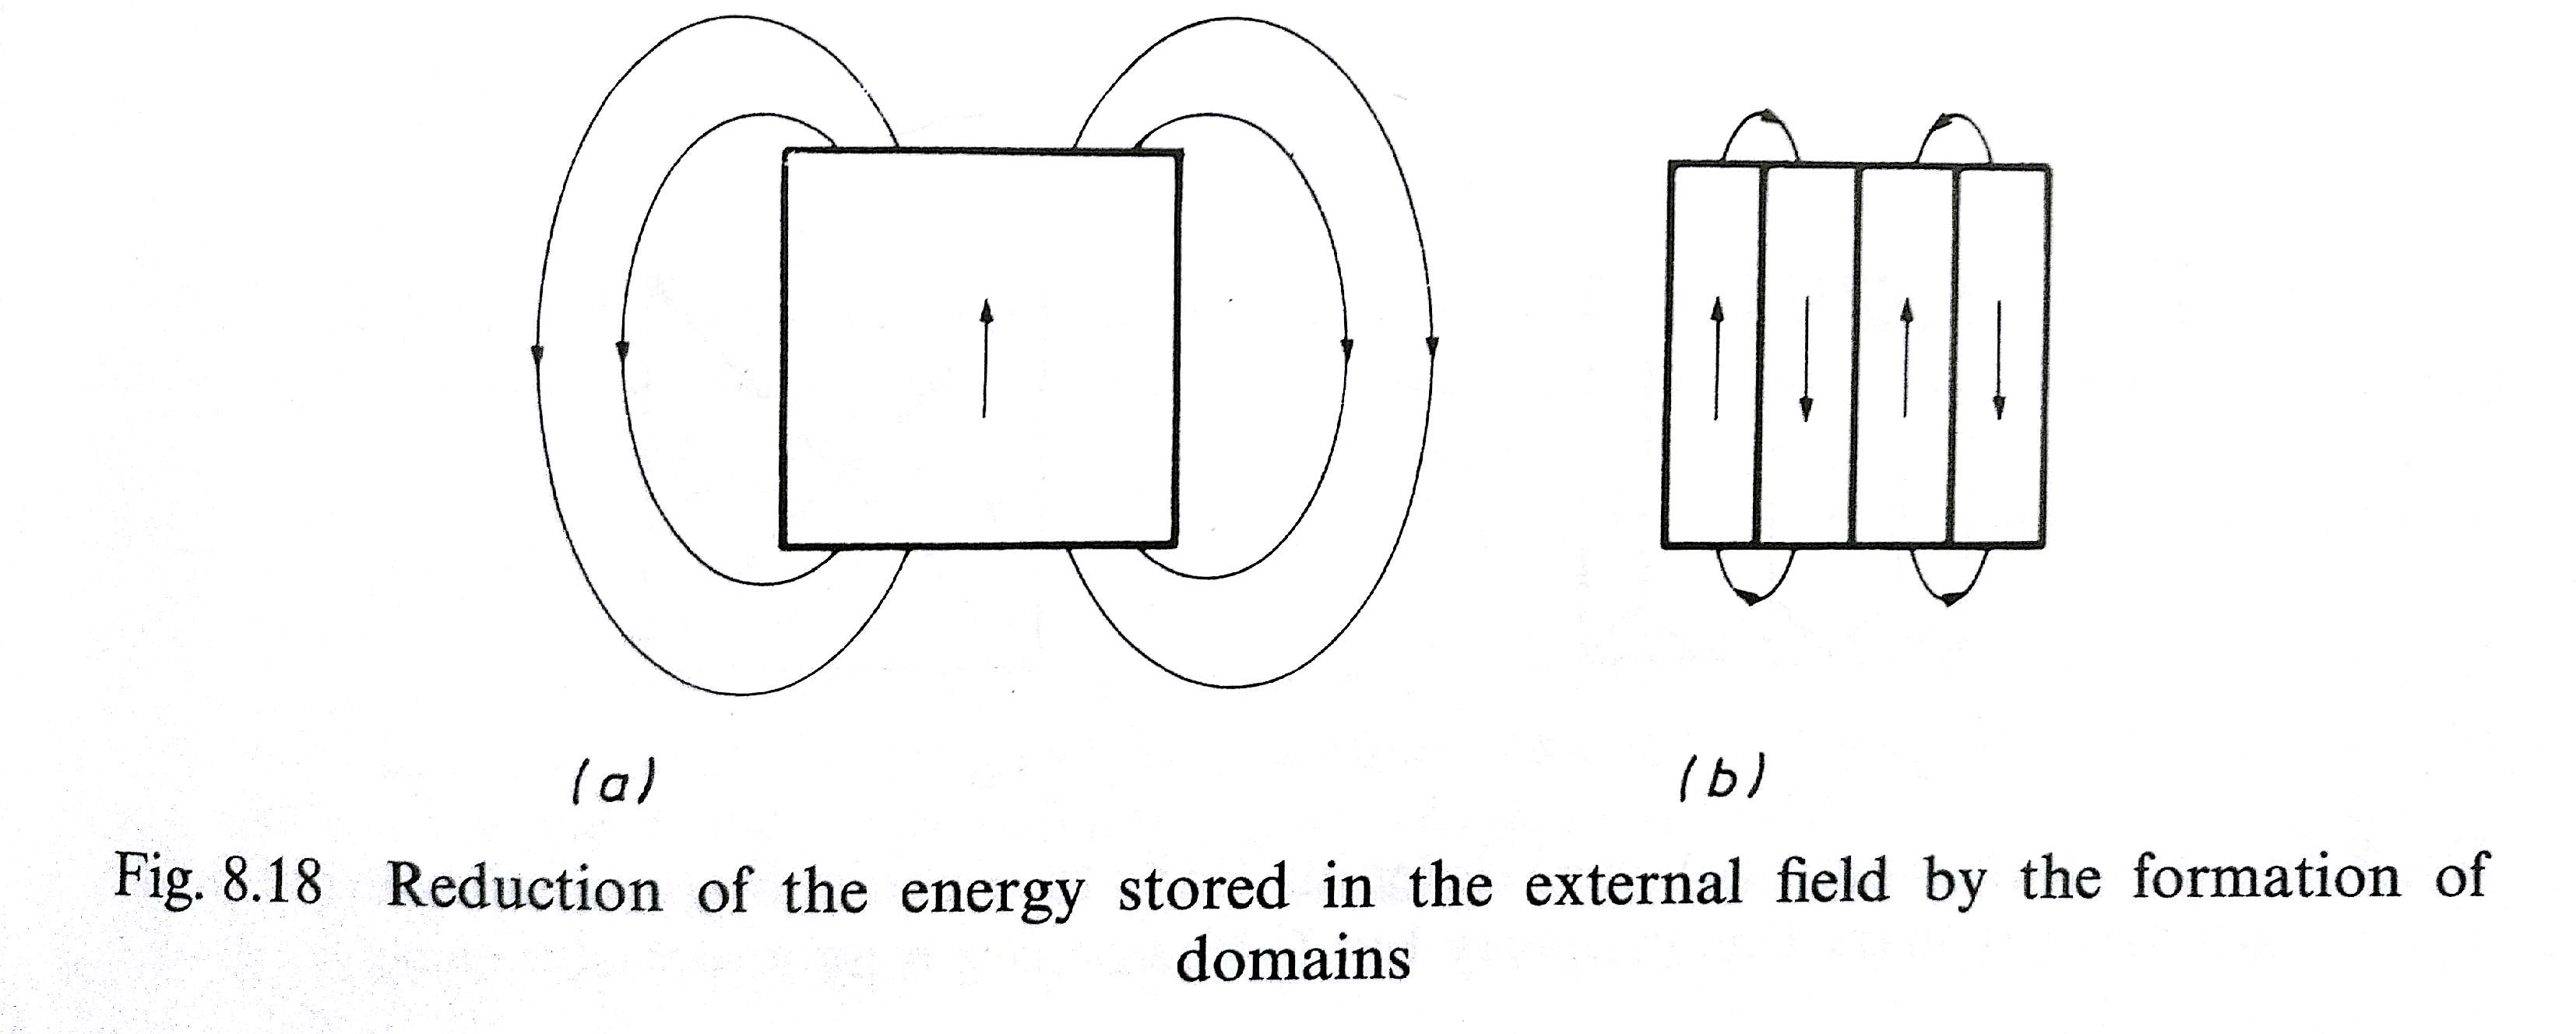 (a) (b)
Fig. 8.18 Reduction of the energy stored in the external field by the formation of
domains